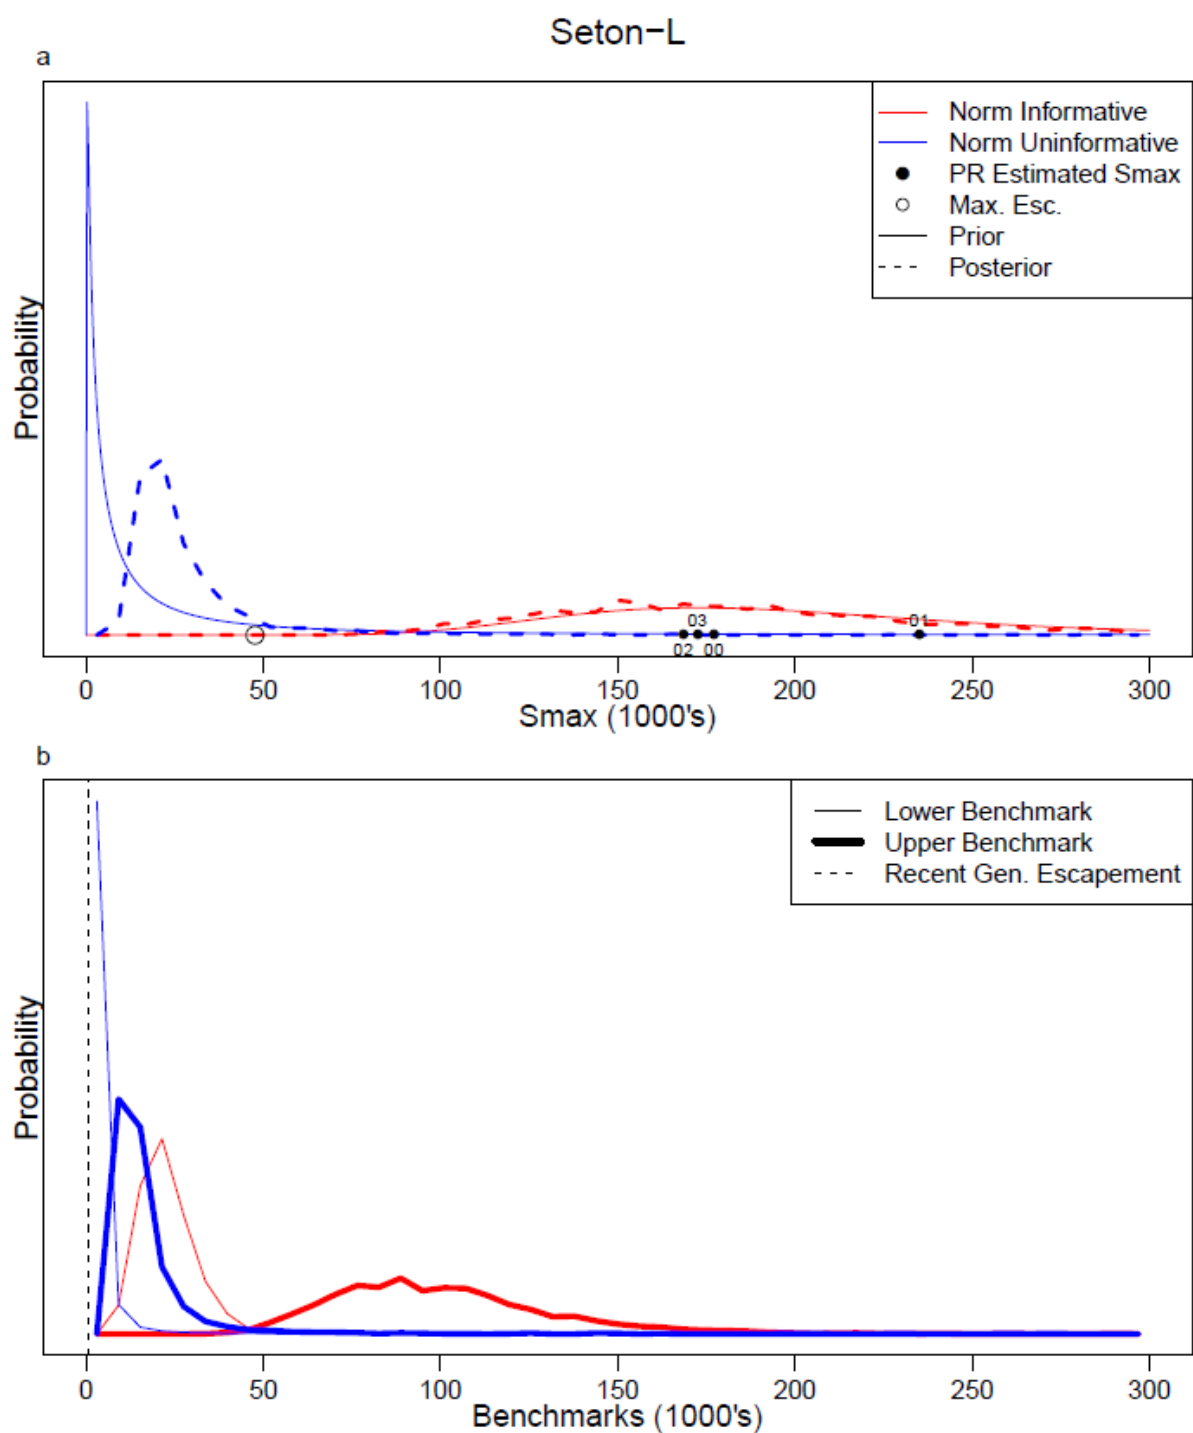 Seton−L
a
Norm Informative
Norm Uninformative
PR Estimated Smax
Max. Esc.
Prior
Posterior
Probability
03
01
02 00
0 50 100 150 200 250 300
Smax (1000's)
b
Lower Benchmark
Upper Benchmark
Recent Gen. Escapement
Probability
0 50 100 150 200 250 300
Benchmarks (1000's)